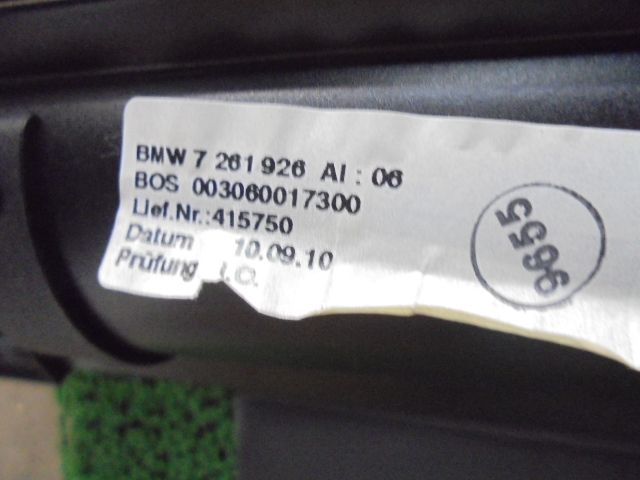 BMW 7 261 926 AI : 06
BOS 003060017300
Lief.Nr.:415750
Datum 10.09.10
Prüfung i.O.
9655